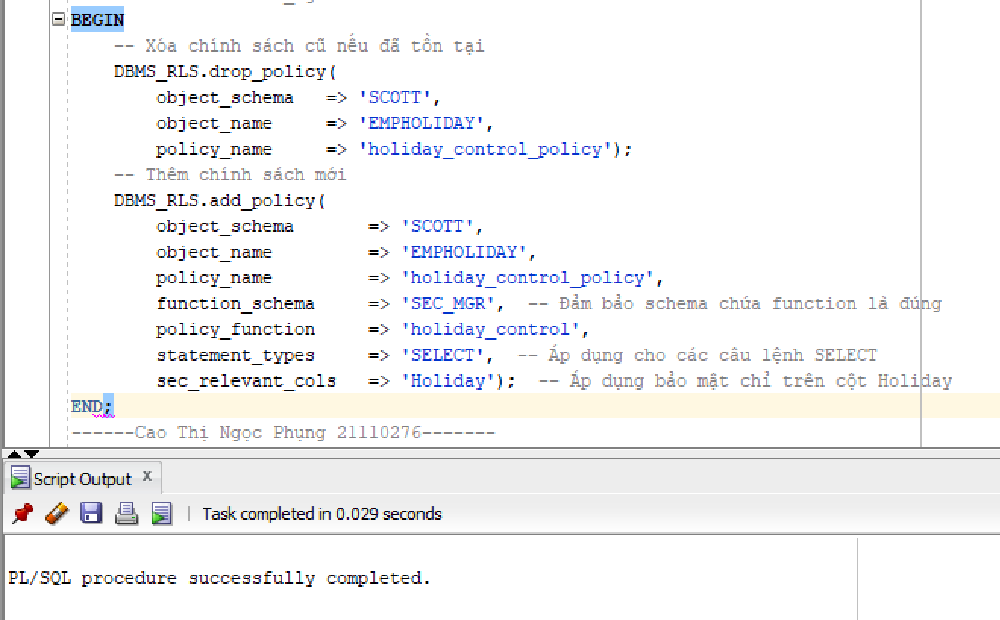 BEGIN
-- Xóa chính sách cũ nếu đã tồn tại
DBMS_RLS.drop_policy(
object_schema => 'SCOTT',
object_name => 'EMPHOLIDAY',
policy_name => 'holiday_control_policy');
-- Thêm chính sách mới
DBMS_RLS.add_policy(
object_schema => 'SCOTT',
object_name => 'EMPHOLIDAY',
policy_name => 'holiday_control_policy',
function_schema => 'SEC_MGR', -- Đảm bảo schema chứa function là đúng
policy_function => 'holiday_control',
statement_types => 'SELECT', -- Áp dụng cho các câu lệnh SELECT
sec_relevant_cols => 'Holiday'); -- Áp dụng bảo mật chỉ trên cột Holiday
END;
------Cao Thị Ngọc Phụng 21110276-------
Script Output x
Task completed in 0.029 seconds
PL/SQL procedure successfully completed.